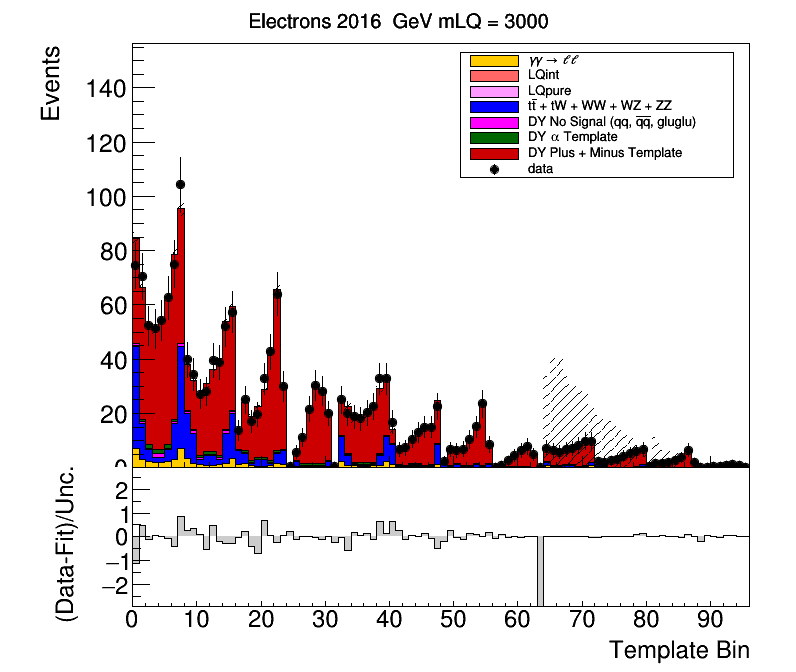 Electrons 2016  GeV mLQ = 3000
Events
140
120
100
80
60
40
20
0
γγ → ℓℓ
LQint
LQpure
tt̅ + tW + WW + WZ + ZZ
DY No Signal (qq, q̅q̅, gluglu)
DY α Template
DY Plus + Minus Template
data
(Data-Fit)/Unc.
2
1
0
−1
−2
0 10 20 30 40 50 60 70 80 90
Template Bin